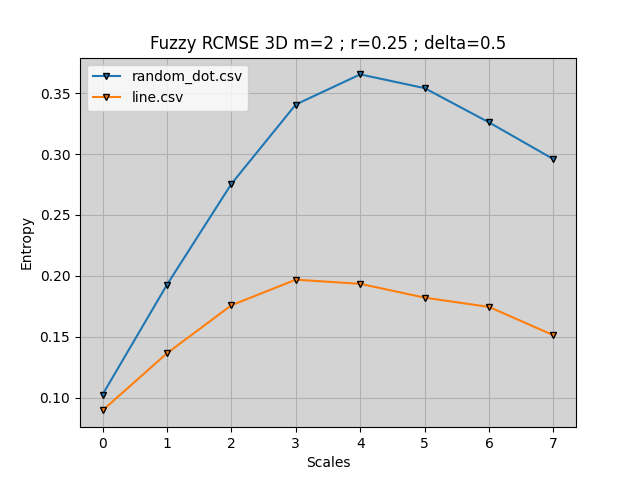 Fuzzy RCMSE 3D m=2 ; r=0.25 ; delta=0.5
random_dot.csv
line.csv
Entropy
0.35
0.30
0.25
0.20
0.15
0.10
0 1 2 3 4 5 6 7
Scales